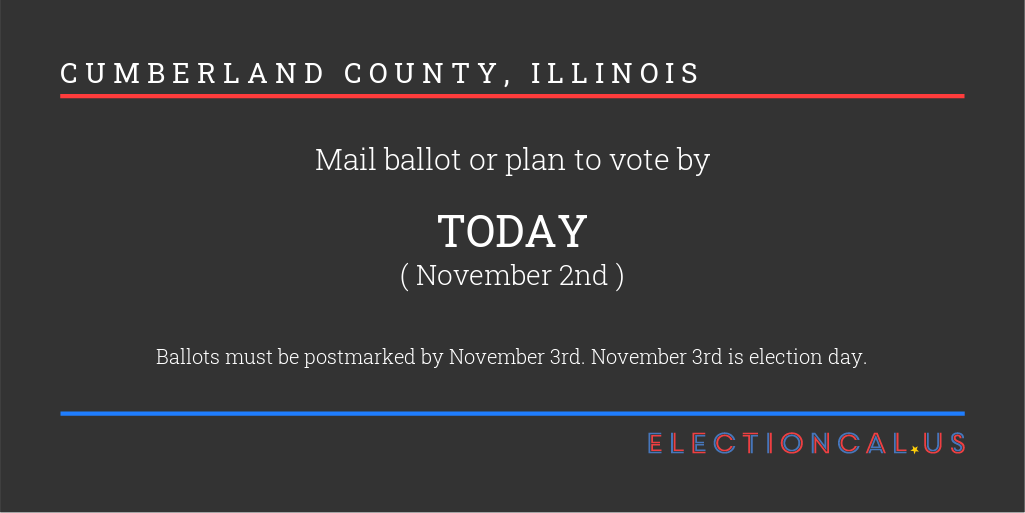 CUMBERLAND COUNTY, ILLINOIS
Mail ballot or plan to vote by
TODAY
( November 2nd )
Ballots must be postmarked by November 3rd. November 3rd is election day.
ELECTIONCAL.US